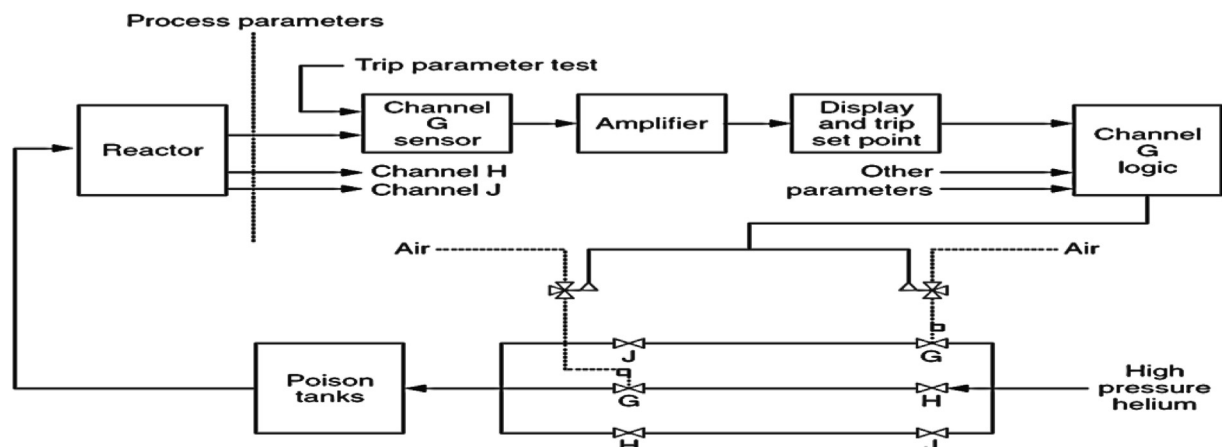 Process parameters
Trip parameter test
Channel
G
sensor
Amplifier
Display
and trip
set point
Channel
G
logic
Reactor
Channel H
Channel J
Other
parameters
Air
Air
J
G
Poison
tanks
G
H
High
pressure
helium
H
J